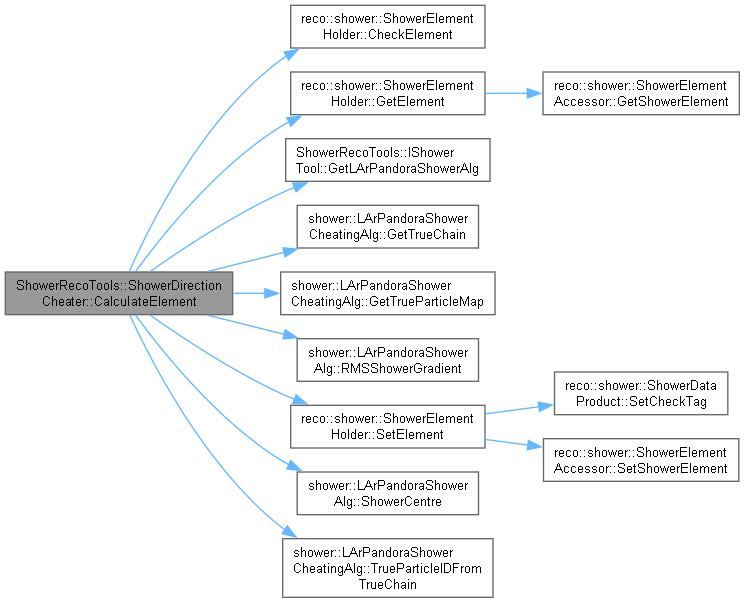 reco::shower::ShowerElement
Holder::CheckElement
reco::shower::ShowerElement
Holder::GetElement
reco::shower::ShowerElement
Accessor::GetShowerElement
ShowerRecoTools::IShower
Tool::GetLArPandoraShowerAlg
shower::LArPandoraShower
CheatingAlg::GetTrueChain
ShowerRecoTools::ShowerDirection
Cheater::CalculateElement
shower::LArPandoraShower
CheatingAlg::GetTrueParticleMap
shower::LArPandoraShower
Alg::RMSShowerGradient
reco::shower::ShowerElement
Holder::SetElement
reco::shower::ShowerData
Product::SetCheckTag
reco::shower::ShowerElement
Accessor::SetShowerElement
shower::LArPandoraShower
Alg::ShowerCentre
shower::LArPandoraShower
CheatingAlg::TrueParticleIDFrom
TrueChain